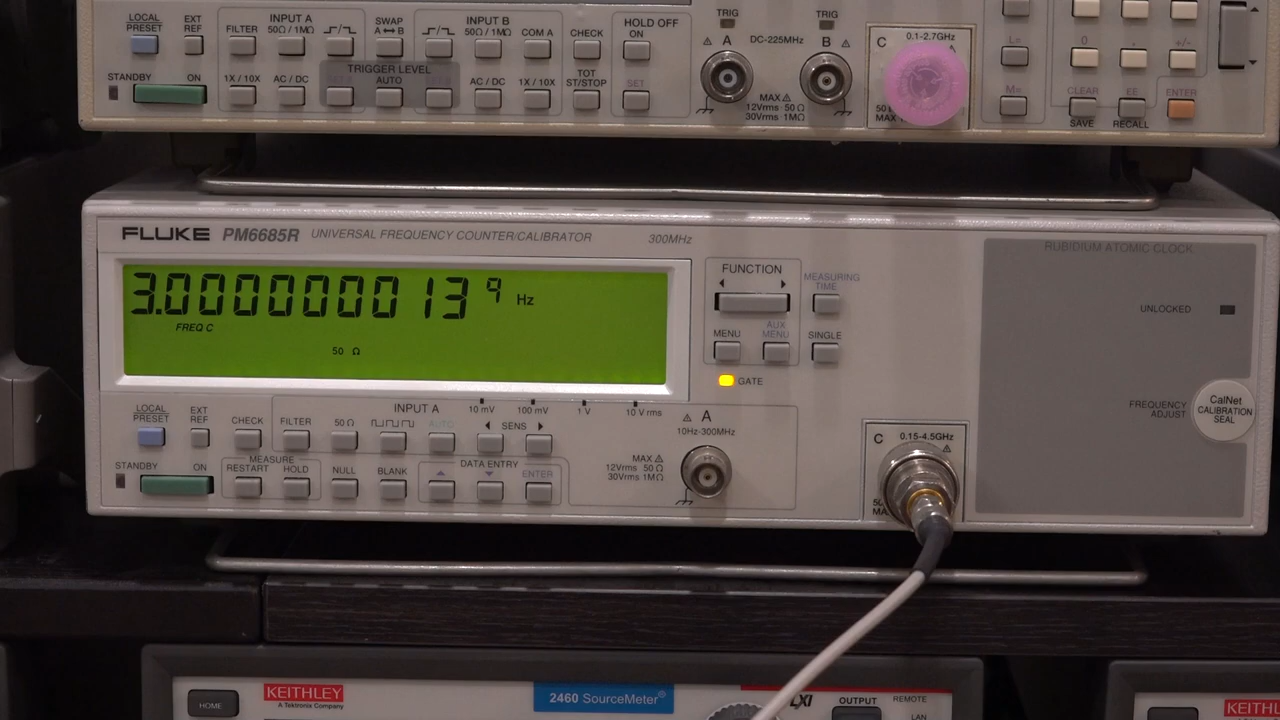 LOCAL PRESET
EXT REF
FILTER
INPUT A
50Ω / 1MΩ
SWAP
A ↔ B
INPUT B
50Ω / 1MΩ
COM A
CHECK
HOLD OFF
ON
STANDBY
ON
1X / 10X
AC / DC
TRIGGER LEVEL
AUTO
AC / DC
1X / 10X
TOT
ST/STOP
SET
TRIG
A
DC-225MHz
TRIG
B
MAX
12Vrms 50 Ω
30Vrms 1MΩ
C
0.1-2.7GHz
L=
M=
0
.
+/-
CLEAR
EE
ENTER
SAVE
RECALL
FLUKE PM6685R UNIVERSAL FREQUENCY COUNTER/CALIBRATOR 300MHz
3.000000013 9 Hz
FREQ C
50 Ω
FUNCTION
MEASURING TIME
MENU
AUX MENU
SINGLE
GATE
RUBIDIUM ATOMIC CLOCK
UNLOCKED
FREQUENCY ADJUST
CalNet
CALIBRATION
SEAL
10 mV
100 mV
1 V
10 V rms
LOCAL PRESET
EXT REF
CHECK
INPUT A
FILTER
50 Ω
AUTO
SENS
STANDBY
ON
MEASURE
RESTART
HOLD
NULL
BLANK
DATA ENTRY
ENTER
A
10Hz-300MHz
MAX
12Vrms 50 Ω
30Vrms 1MΩ
C
0.15-4.5GHz
HOME
KEITHLEY
A Tektronix Company
2460 SourceMeter®
LXI
OUTPUT
REMOTE
LAN